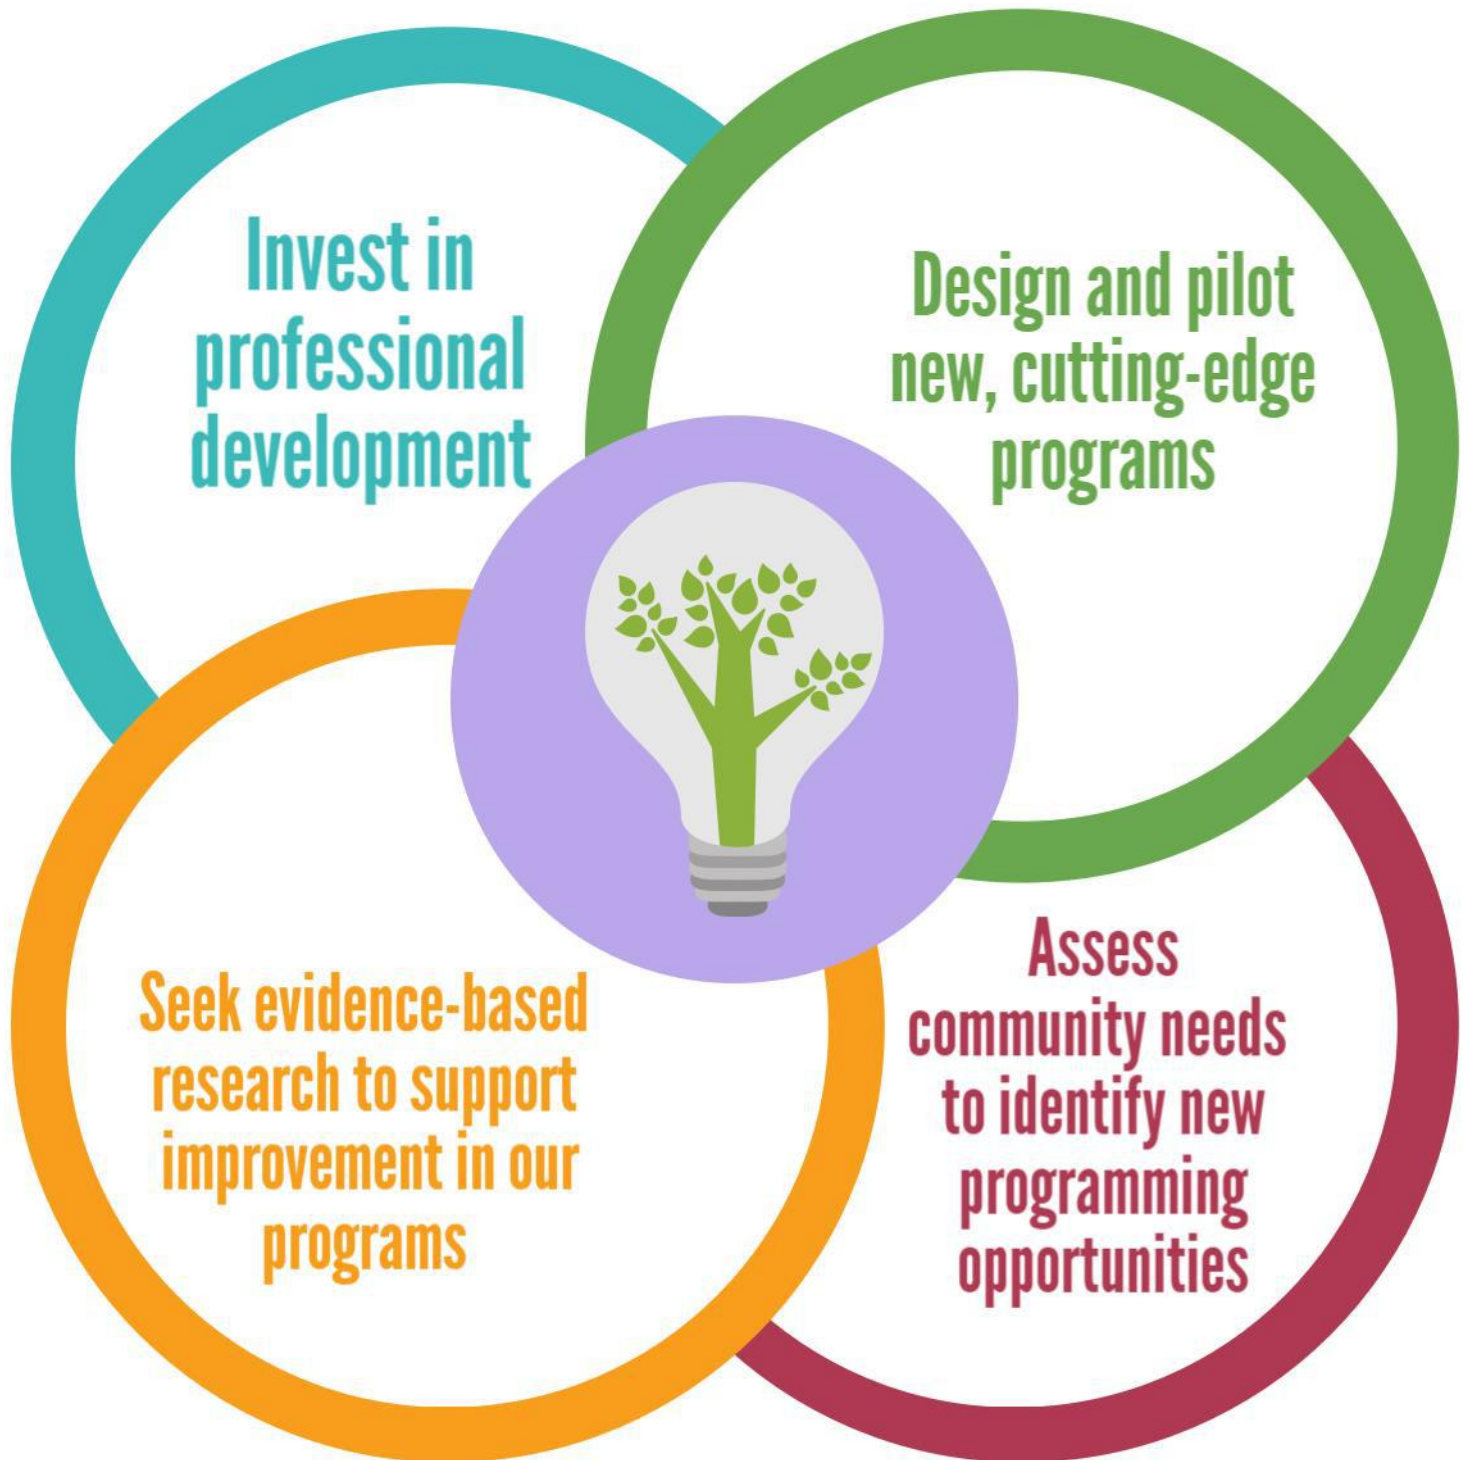 Invest in
professional
development
Design and pilot
new, cutting-edge
programs
Seek evidence-based
research to support
improvement in our
programs
Assess
community needs
to identify new
programming
opportunities